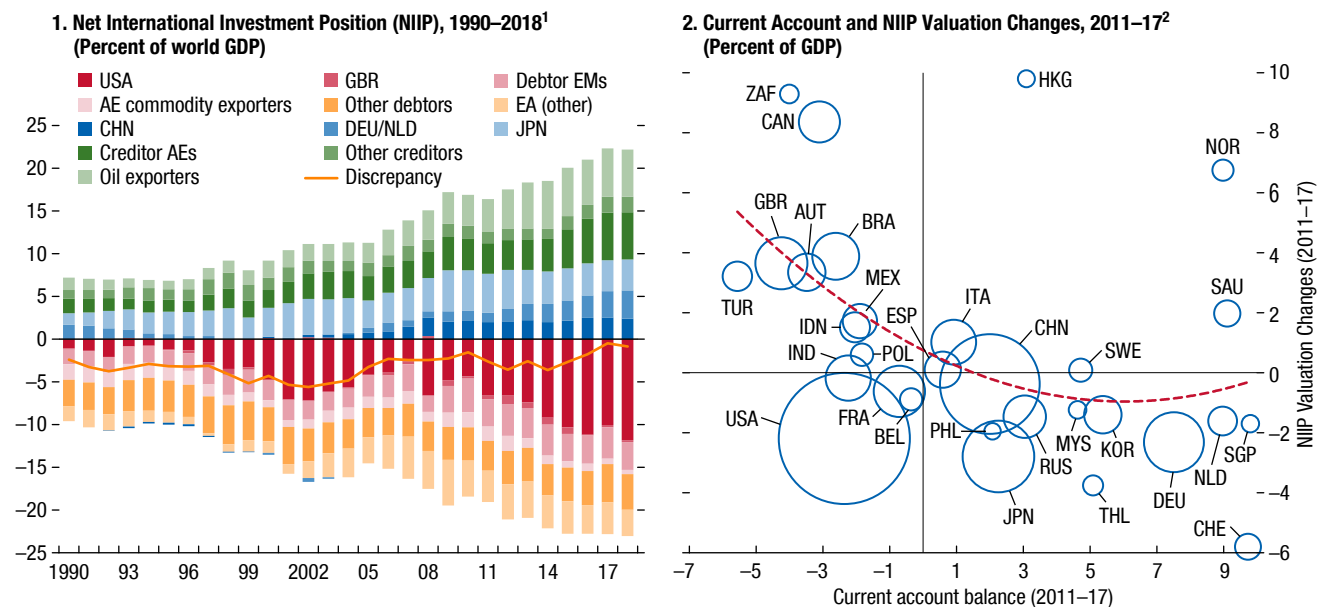 1. Net International Investment Position (NIIP), 1990–2018¹
(Percent of world GDP)
USA
GBR
Debtor EMs
AE commodity exporters
Other debtors
EA (other)
CHN
DEU/NLD
JPN
Creditor AEs
Other creditors
Oil exporters
Discrepancy
25
20
15
10
5
0
–5
–10
–15
–20
–25
1990
93
96
99
2002
05
08
11
14
17
2. Current Account and NIIP Valuation Changes, 2011–17²
(Percent of GDP)
HKG
ZAF
CAN
NOR
GBR
AUT
BRA
TUR
MEX
SAU
IDN
ESP
ITA
CHN
IND
POL
SWE
USA
FRA
BEL
PHL
MYS
KOR
RUS
SGP
NLD
DEU
JPN
THL
CHE
10
8
6
4
2
0
–2
–4
–6
NIIP Valuation Changes (2011–17)
–7
–5
–3
–1
1
3
5
7
9
Current account balance (2011–17)